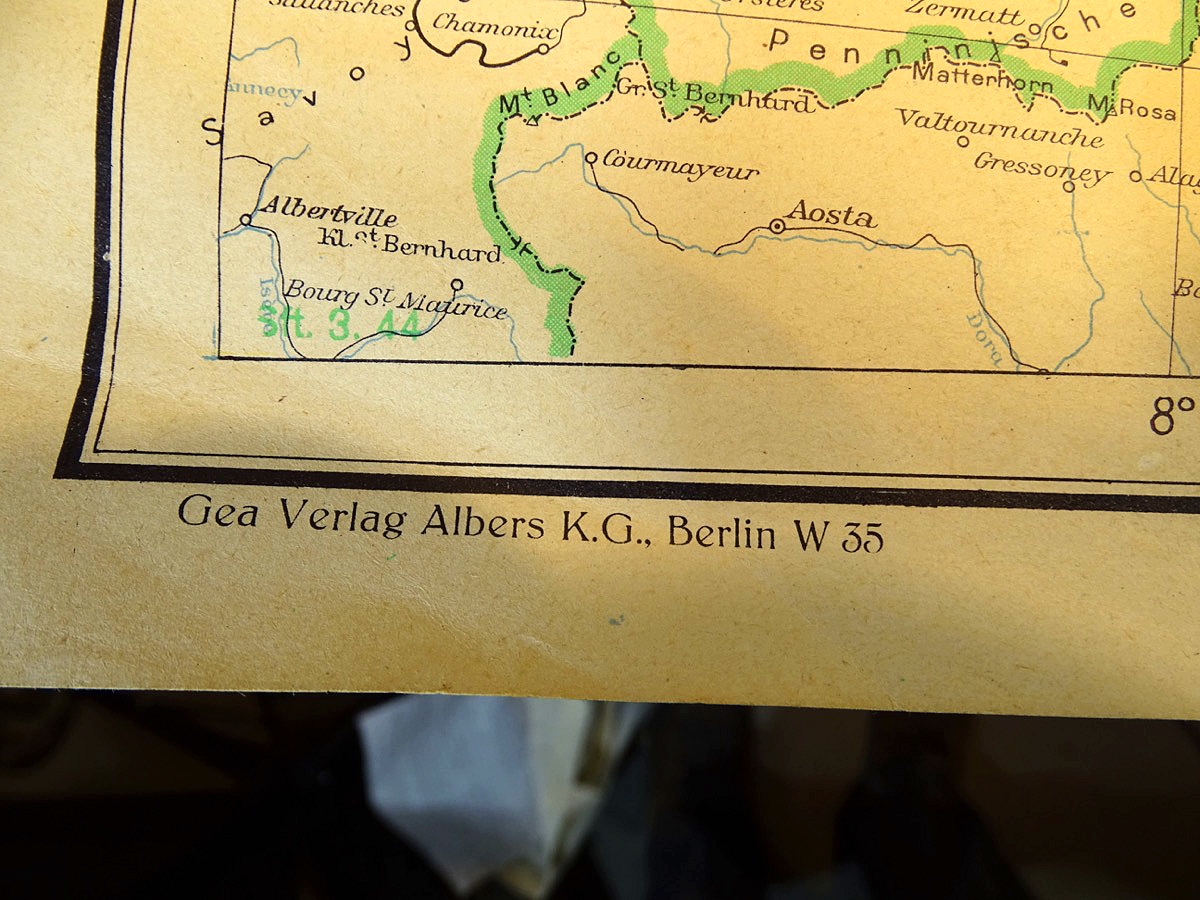 Chamonix
Zermatt
Penninische
Mt Blanc
Gr. St. Bernhard
Matterhorn
M. Rosa
Savoy
Valtournanche
Gressoney
Courmayeur
Aosta
Albertville
Kl. St. Bernhard
Bourg St. Maurice
3. 44
Dora
8°
Gea Verlag Albers K.G., Berlin W 35